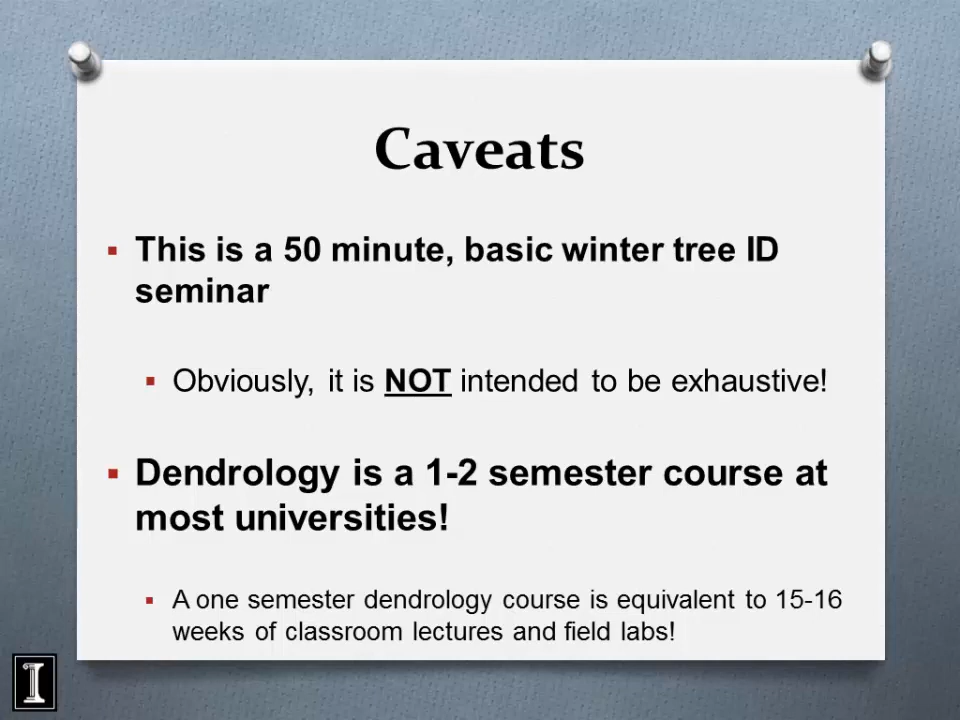 Caveats
This is a 50 minute, basic winter tree ID
seminar
Obviously, it is NOT intended to be exhaustive!
Dendrology is a 1-2 semester course at
most universities!
A one semester dendrology course is equivalent to 15-16
weeks of classroom lectures and field labs!
I